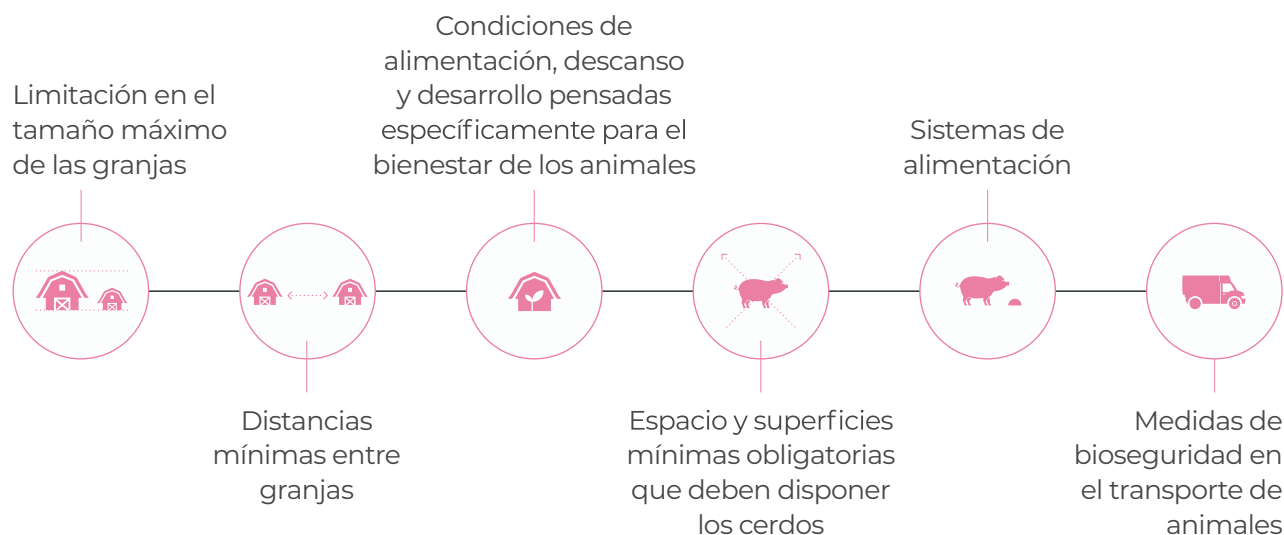 Limitación en el
tamaño máximo
de las granjas
Distancias
mínimas entre
granjas
Condiciones de
alimentación, descanso
y desarrollo pensadas
específicamente para el
bienestar de los animales
Espacio y superficies
mínimas obligatorias
que deben disponer
los cerdos
Sistemas de
alimentación
Medidas de
bioseguridad en
el transporte de
animales